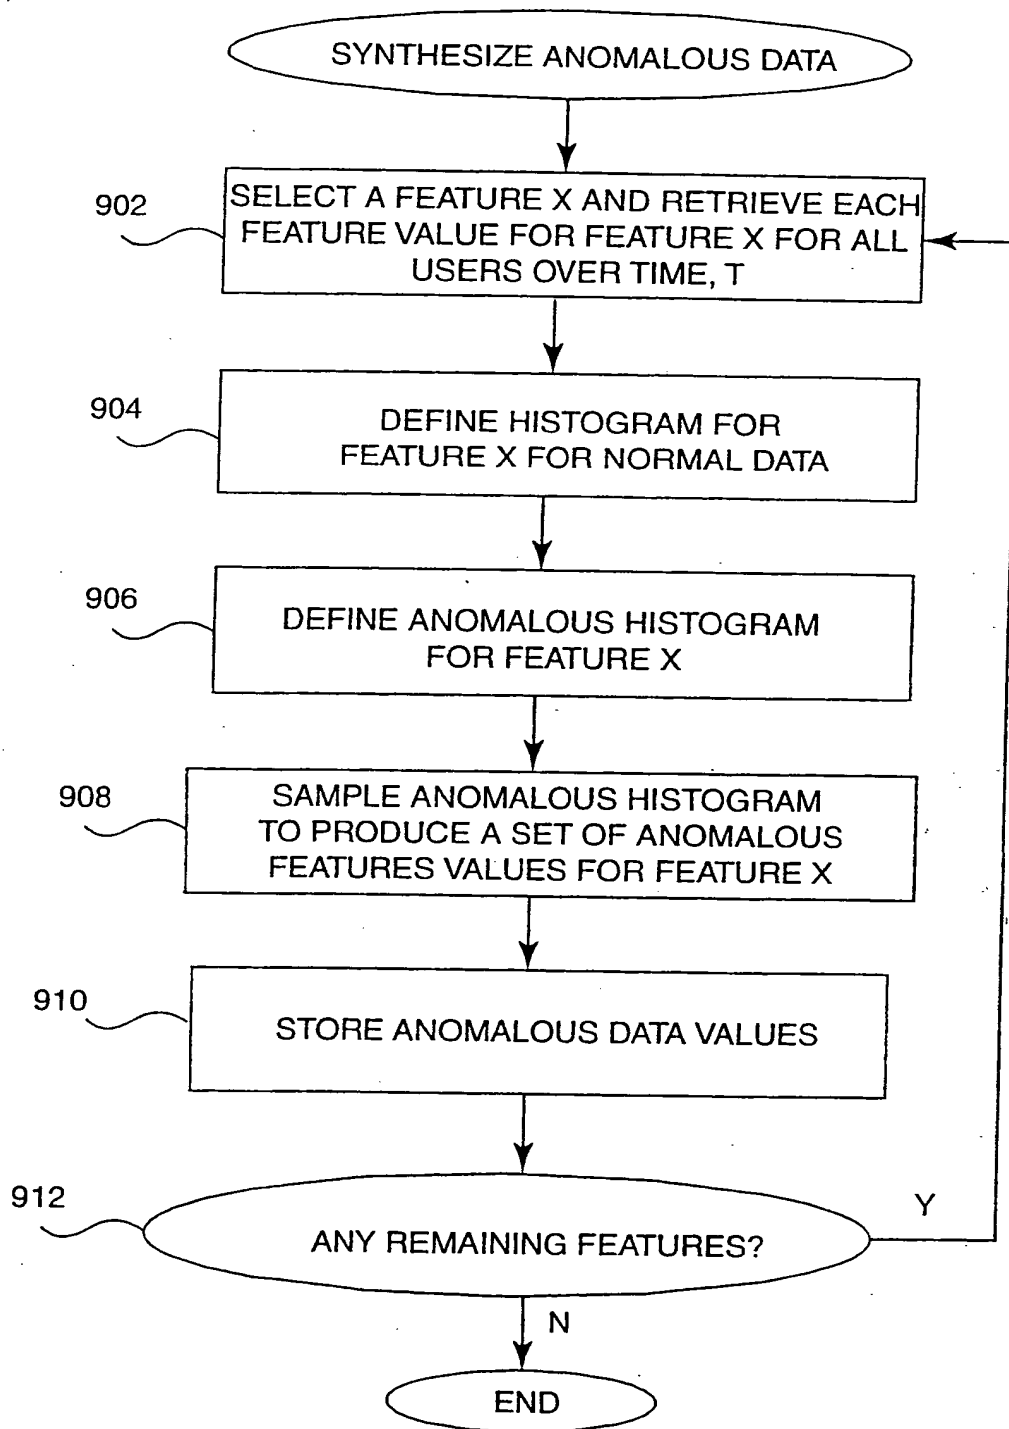 SYNTHESIZE ANOMALOUS DATA
902
SELECT A FEATURE X AND RETRIEVE EACH
FEATURE VALUE FOR FEATURE X FOR ALL
USERS OVER TIME, T
904
DEFINE HISTOGRAM FOR
FEATURE X FOR NORMAL DATA
906
DEFINE ANOMALOUS HISTOGRAM
FOR FEATURE X
908
SAMPLE ANOMALOUS HISTOGRAM
TO PRODUCE A SET OF ANOMALOUS
FEATURES VALUES FOR FEATURE X
910
STORE ANOMALOUS DATA VALUES
912
ANY REMAINING FEATURES?
Y
N
END